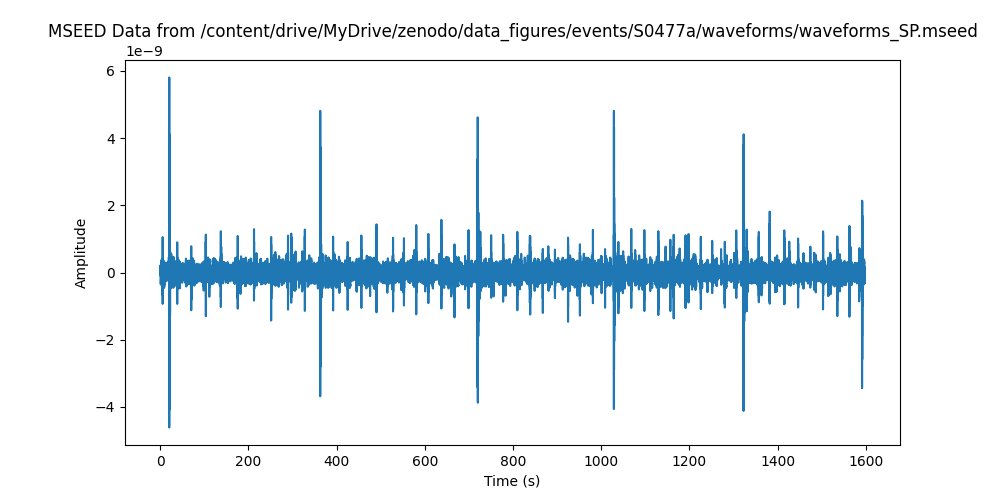 MSEED Data from /content/drive/MyDrive/zenodo/data_figures/events/S0477a/waveforms/waveforms_SP.mseed
1e−9
6
4
2
0
−2
−4
Amplitude
0 200 400 600 800 1000 1200 1400 1600
Time (s)